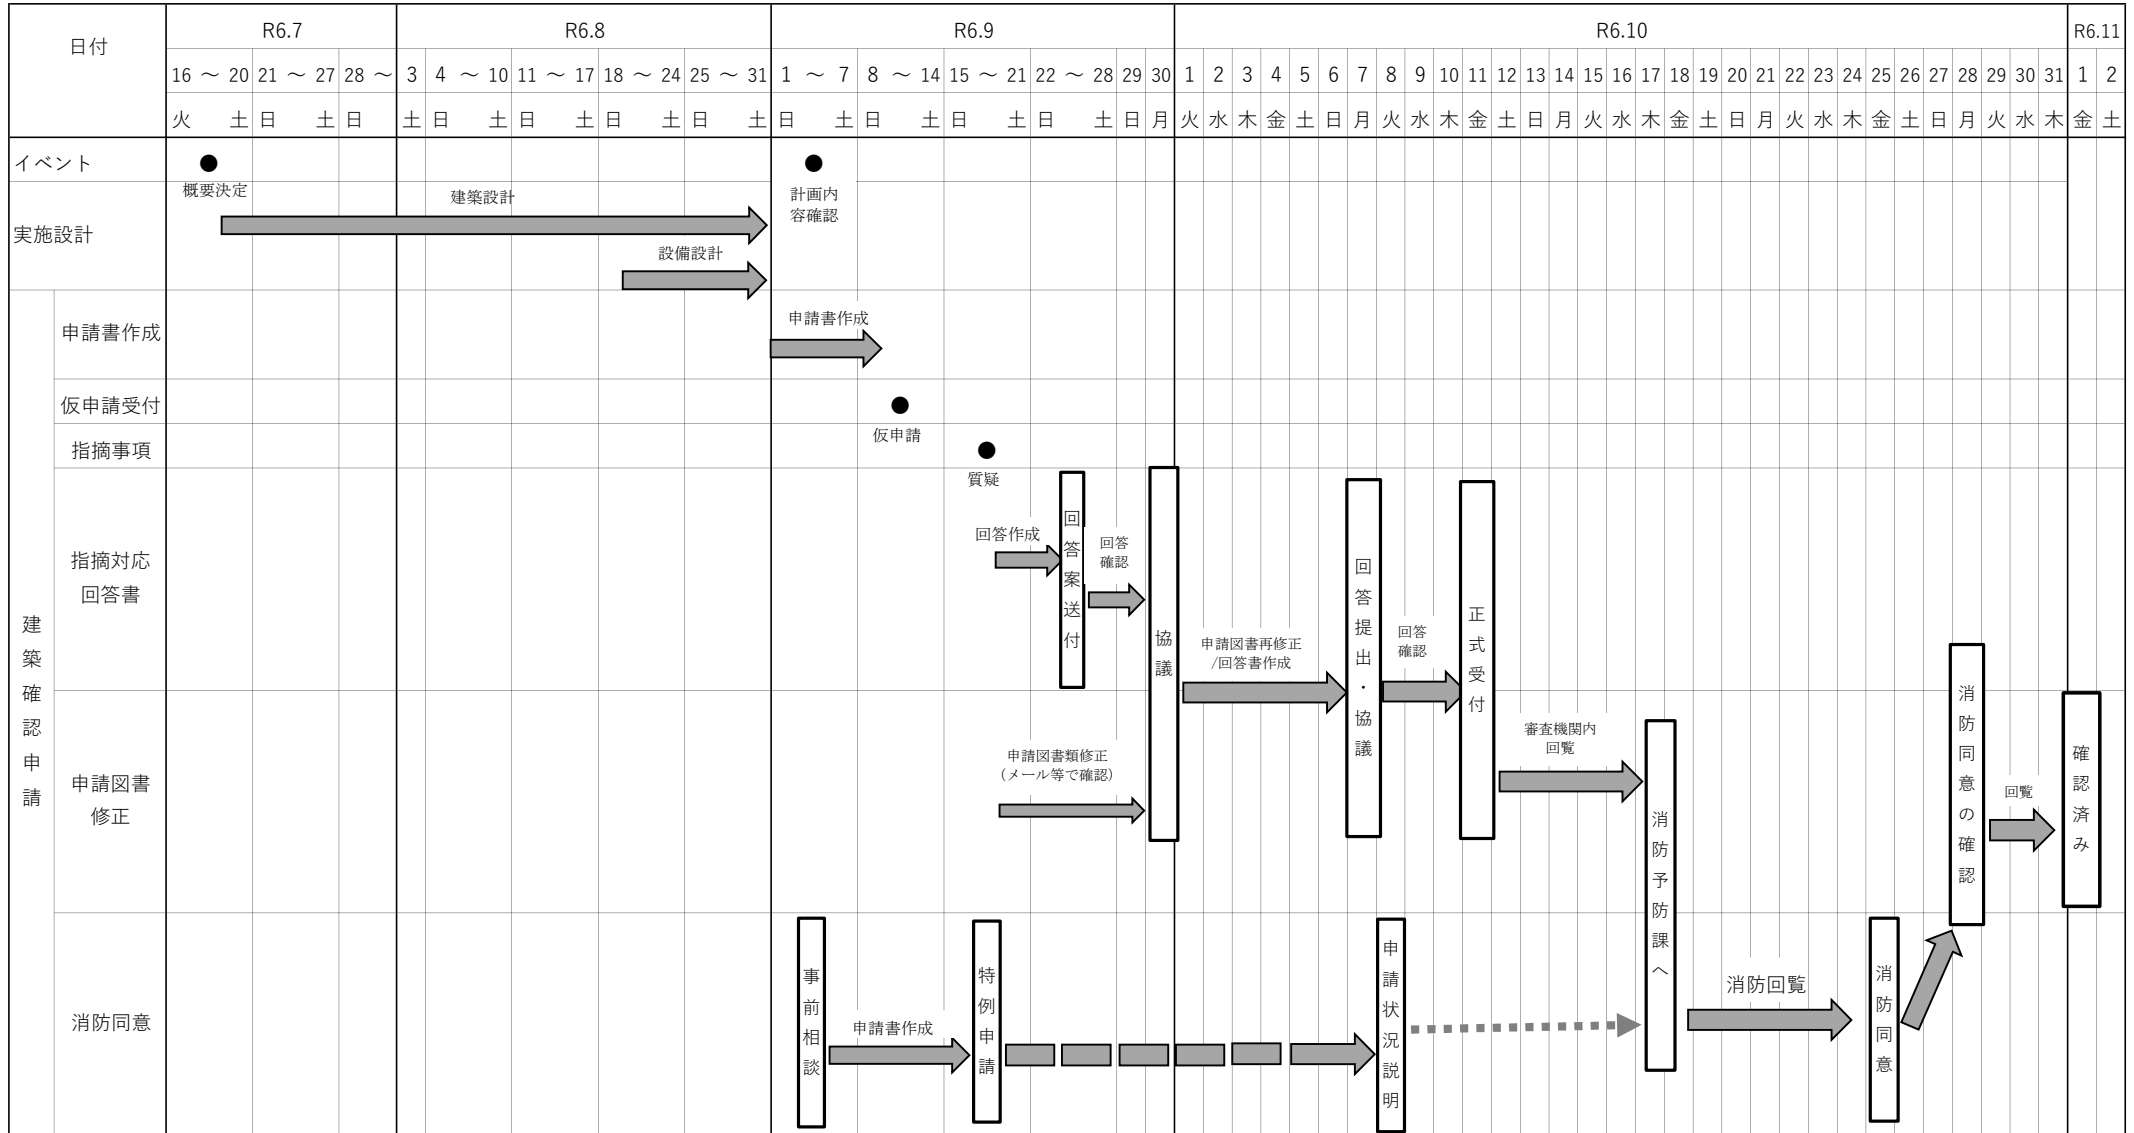 日付
R6.7
R6.8
R6.9
R6.10
R6.11
16 ～ 20 21 ～ 27 28 ～ 3 4 ～ 10 11 ～ 17 18 ～ 24 25 ～ 31 1 ～ 7 8 ～ 14 15 ～ 21 22 ～ 28 29 30 1 2 3 4 5 6 7 8 9 10 11 12 13 14 15 16 17 18 19 20 21 22 23 24 25 26 27 28 29 30 31 1 2
火 土 日 土 日 土 日 土 日 土 日 土 日 土 日 土 日 土 日 土 日 土 日 月 火 水 木 金 土 日 月 火 水 木 金 土 日 月 火 水 木 金 土 日 月 火 水 木 金 土 日 月 火 水 木 金 土
イベント
概要決定
計画内
容確認
実施設計
建築設計
設備設計
建築確認申請
申請書作成
申請書作成
仮申請受付
仮申請
指摘事項
質疑
指摘対応
回答書
回答作成
回答案送付
回答
確認
協議
申請図書再修正
/回答書作成
回答提出・協議
回答
確認
正式受付
申請図書
修正
申請図書類修正
（メール等で確認）
審査機関内
回覧
消防予防課へ
消防同意の確認
回覧
確認済み
消防同意
事前相談
申請書作成
特例申請
申請状況説明
消防回覧
消防同意